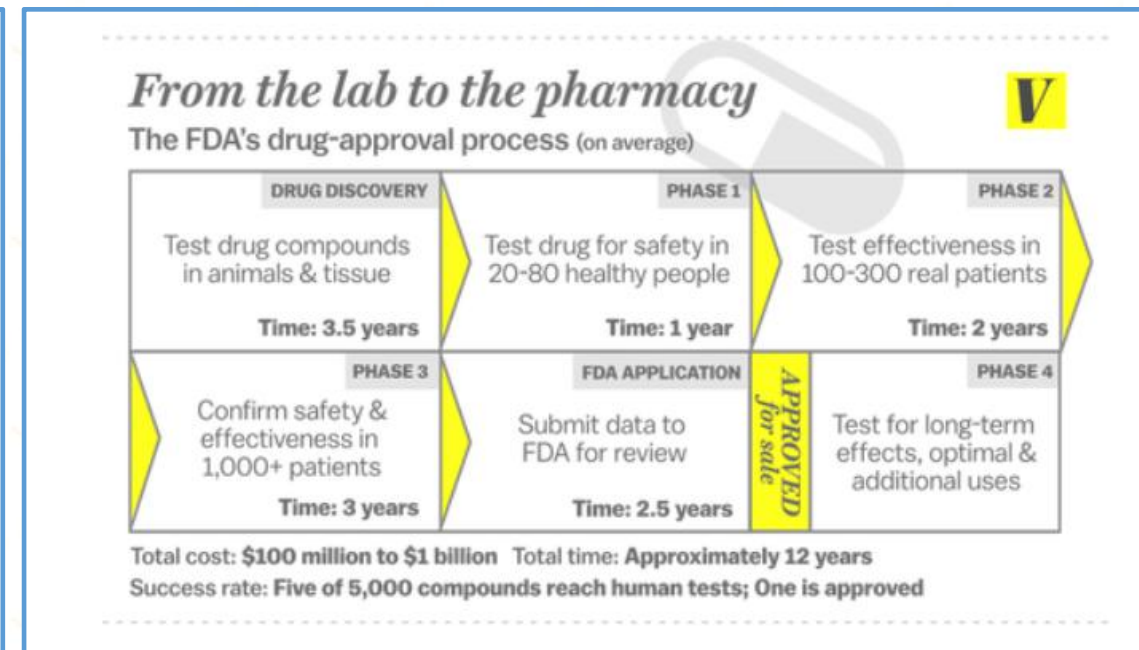 From the lab to the pharmacy
V
The FDA's drug-approval process (on average)
DRUG DISCOVERY
Test drug compounds
in animals & tissue
Time: 3.5 years
PHASE 1
Test drug for safety in
20-80 healthy people
Time: 1 year
PHASE 2
Test effectiveness in
100-300 real patients
Time: 2 years
PHASE 3
Confirm safety &
effectiveness in
1,000+ patients
Time: 3 years
FDA APPLICATION
Submit data to
FDA for review
Time: 2.5 years
APPROVED
for sale
PHASE 4
Test for long-term
effects, optimal &
additional uses
Total cost: $100 million to $1 billion Total time: Approximately 12 years
Success rate: Five of 5,000 compounds reach human tests; One is approved